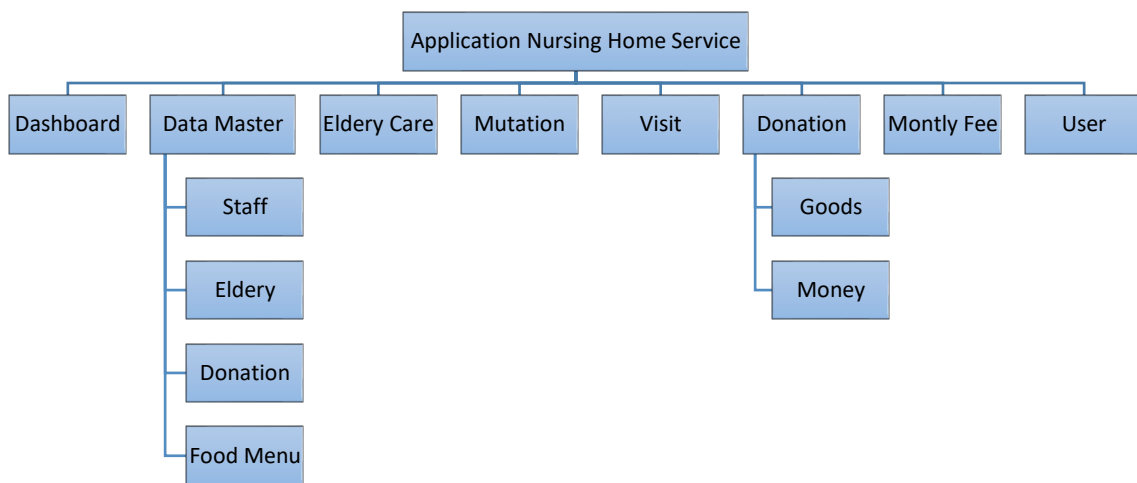 Application Nursing Home Service
Dashboard
Data Master
Eldery Care
Mutation
Visit
Donation
Montly Fee
User
Staff
Eldery
Donation
Food Menu
Goods
Money